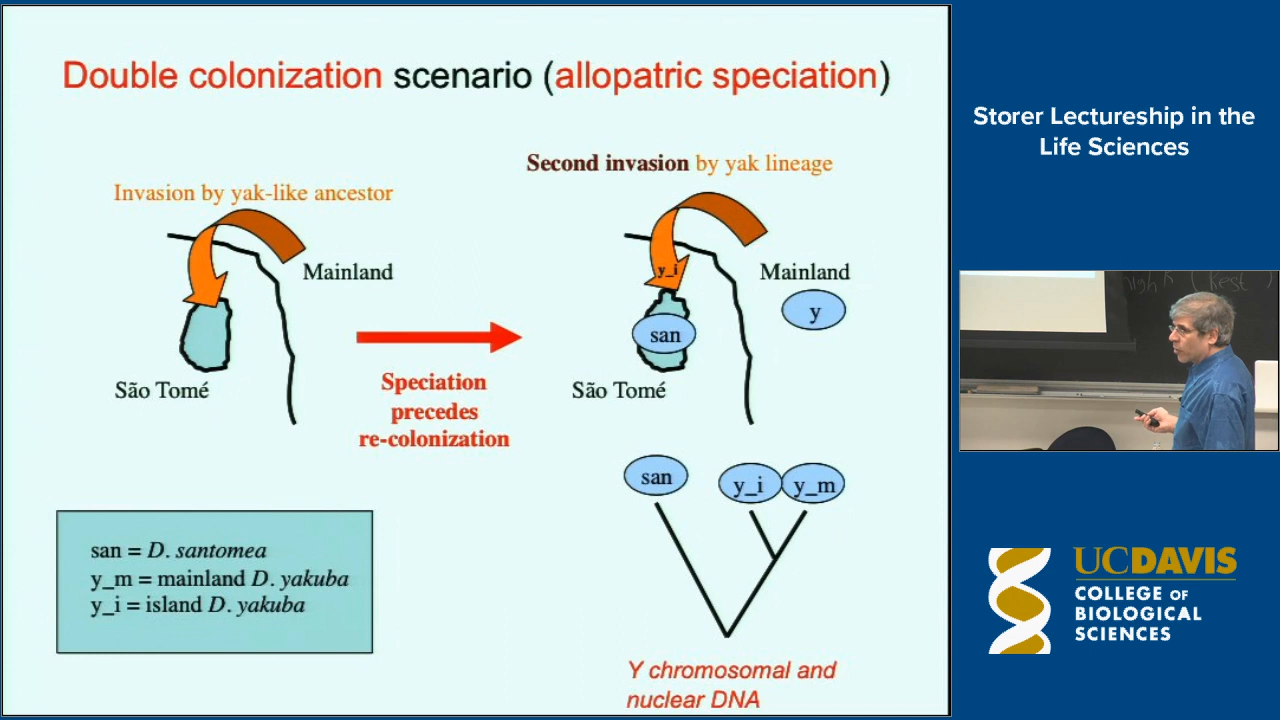 Double colonization scenario (allopatric speciation)
Second invasion by yak lineage
Invasion by yak-like ancestor
Mainland
São Tomé
Speciation
precedes
re-colonization
y_i
Mainland
y
san
São Tomé
san
y_i
y_m
san = D. santomea
y_m = mainland D. yakuba
y_i = island D. yakuba
Y chromosomal and
nuclear DNA
Storer Lectureship in the
Life Sciences
high K ( Rest )
UCDAVIS
COLLEGE OF
BIOLOGICAL
SCIENCES